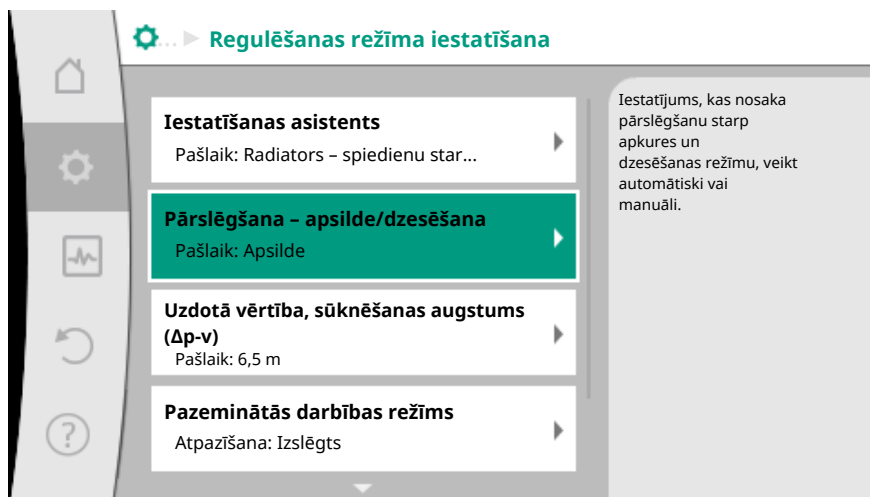 ... Regulēšanas režīma iestatīšana
Iestatīšanas asistents
Pašlaik: Radiators – spiedienu star...
Pārslēgšana – apsilde/dzesēšana
Pašlaik: Apsilde
Uzdotā vērtība, sūknēšanas augstums
(Δp-v)
Pašlaik: 6,5 m
Pazeminātās darbības režīms
Atpazīšana: Izslēgts
Iestatījums, kas nosaka
pārslēgšanu starp
apkures un
dzesēšanas režīmu, veikt
automātiski vai
manuāli.